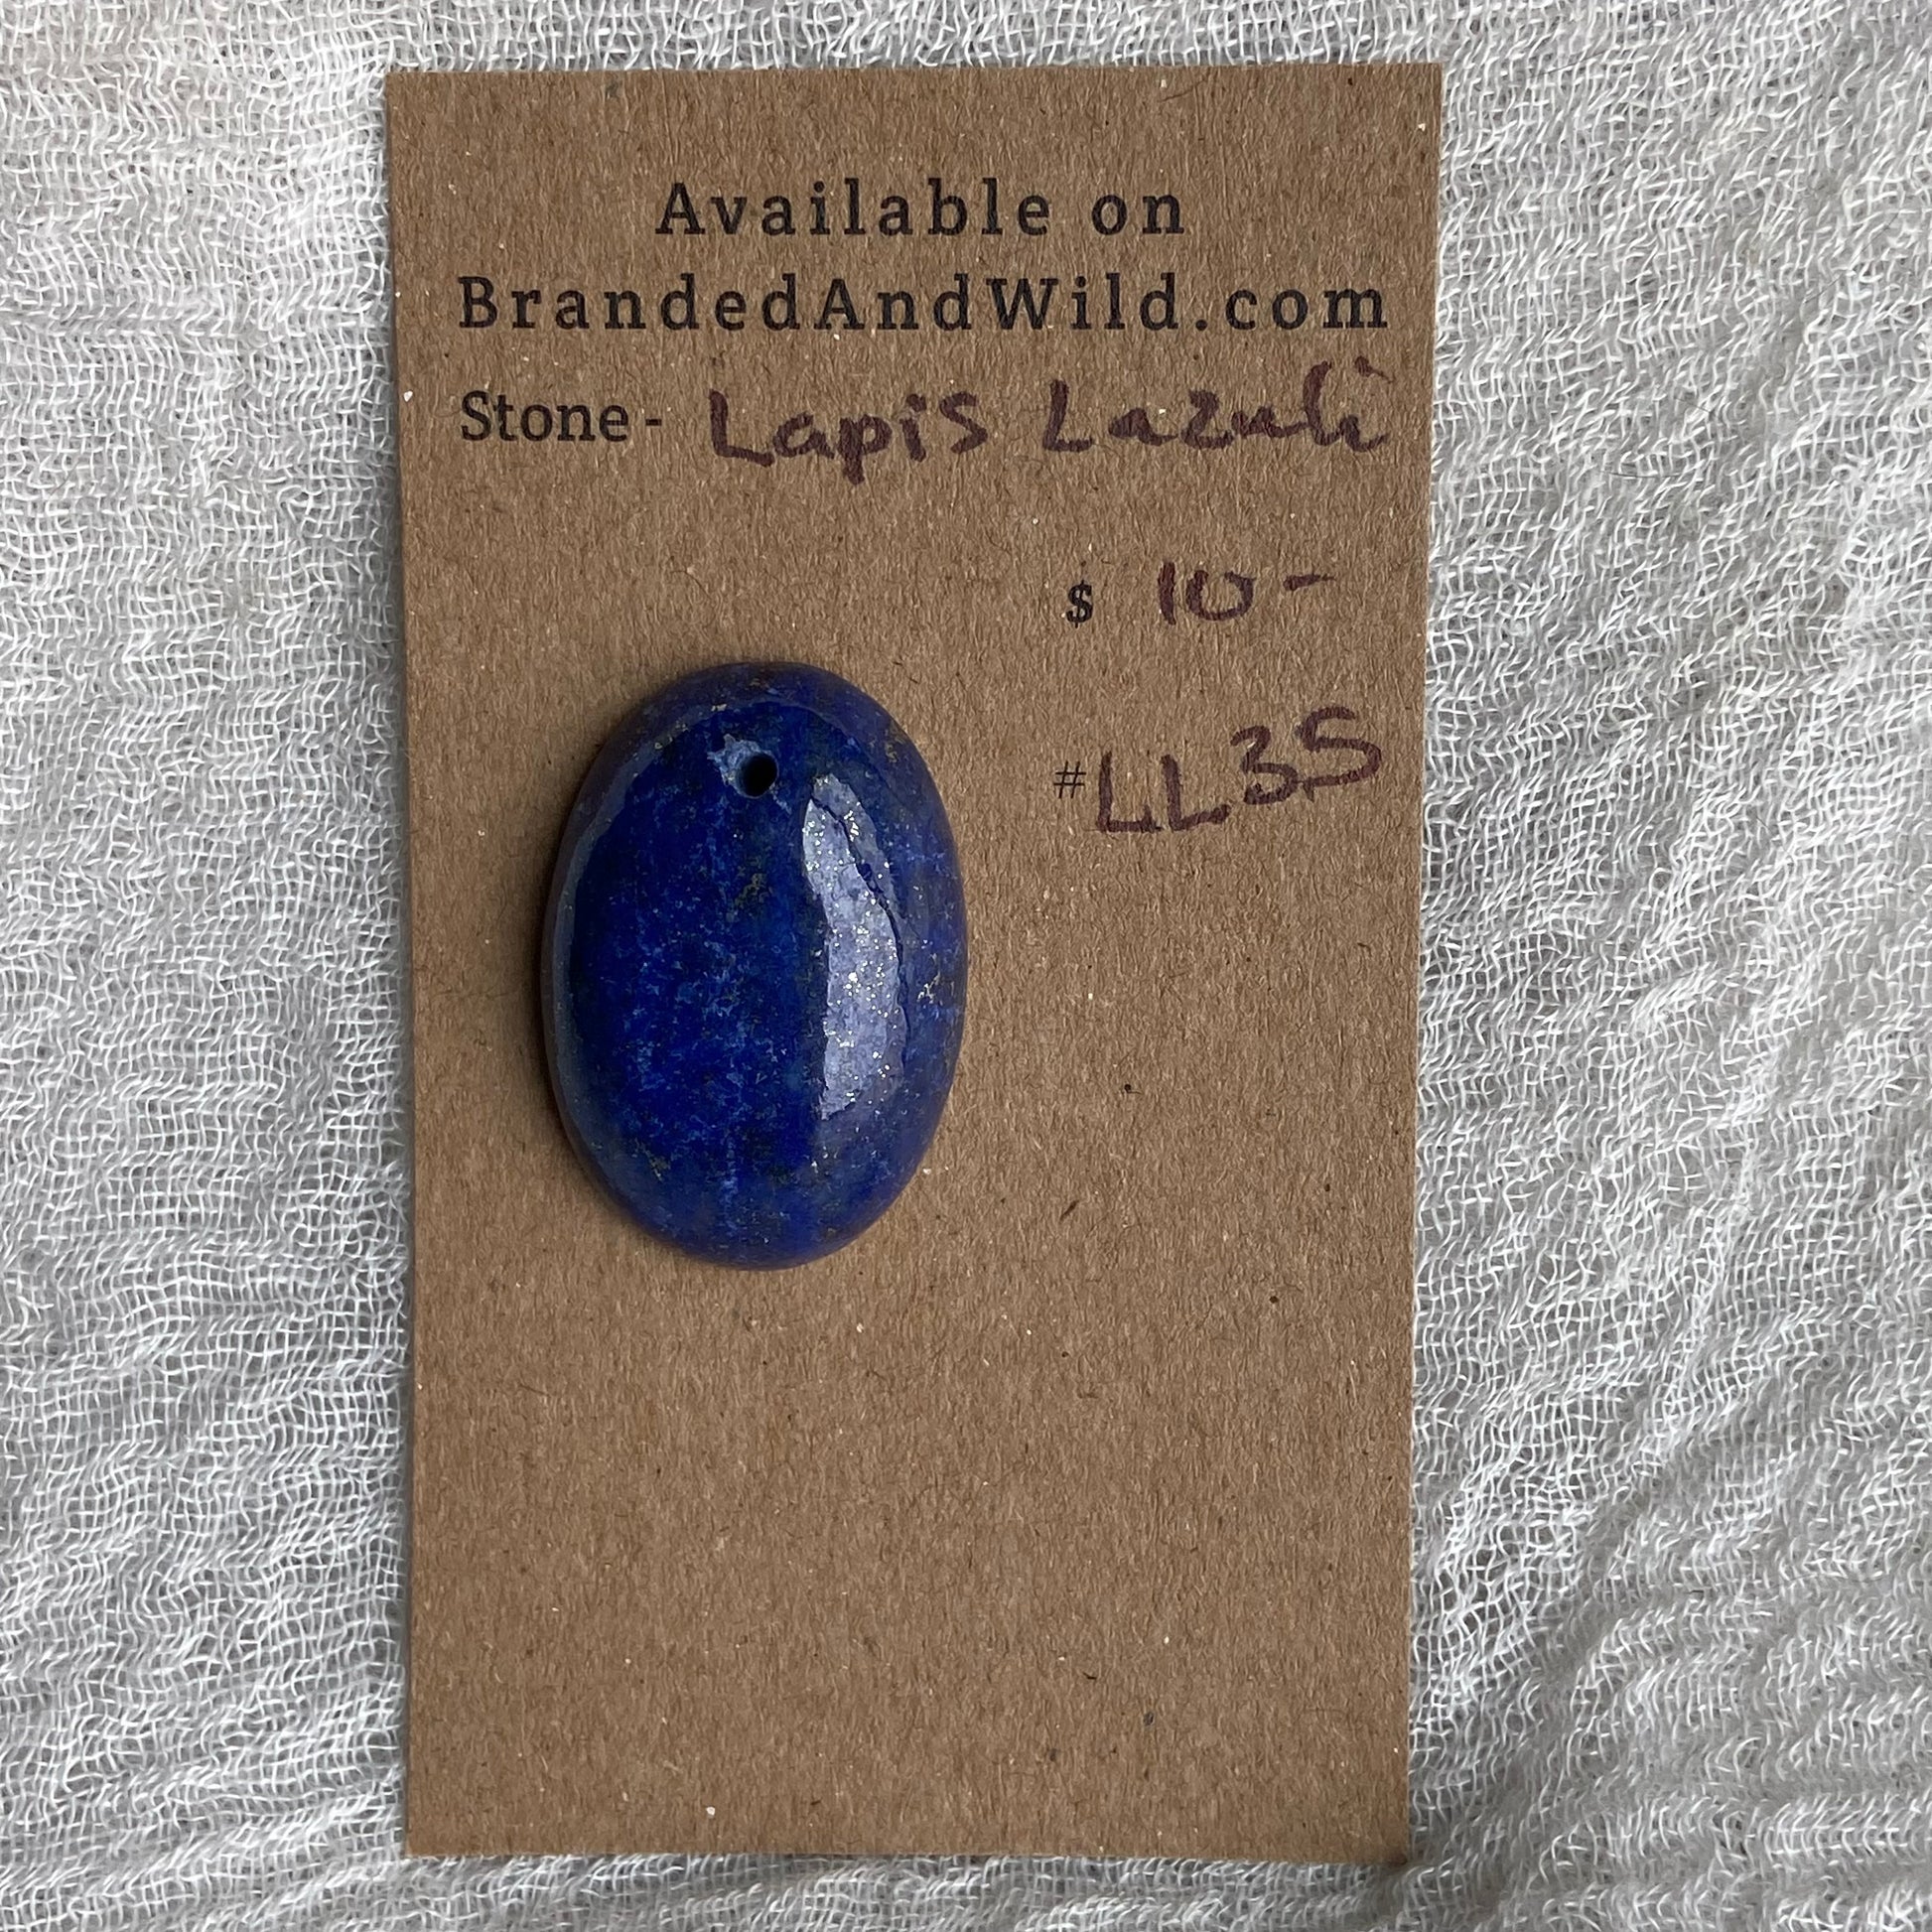 Available on
BrandedAndWild.com
Stone - Lapis Lazuli
$ 10 -
#LL35